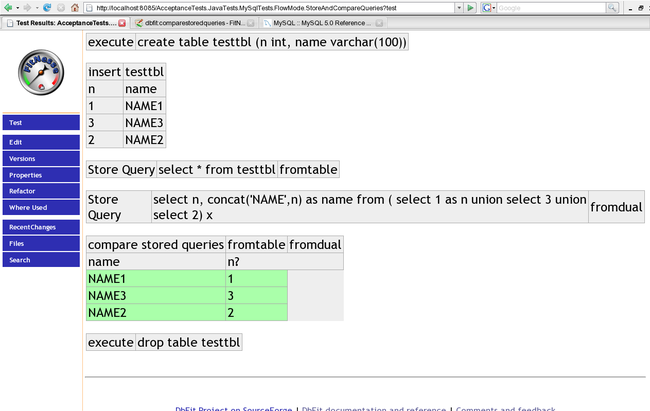 http://localhost:8085/AcceptanceTests.JavaTests.MySqlTests.FlowMode.StoreAndCompareQueries?test
Google
Test Results: AcceptanceTests....
dbfit.comparestoredqueries - FitN...
MySQL :: MySQL 5.0 Reference ...
FitNesse
Test
Edit
Versions
Properties
Refactor
Where Used
RecentChanges
Files
Search
execute create table testtbl (n int, name varchar(100))
insert testtbl
n name
1 NAME1
3 NAME3
2 NAME2
Store Query select * from testtbl fromtable
Store Query select n, concat('NAME',n) as name from ( select 1 as n union select 3 union select 2) x fromdual
compare stored queries fromtable fromdual
name n?
NAME1 1
NAME3 3
NAME2 2
execute drop table testtbl
DbFit Project on SourceForge | DbFit documentation and reference | Comments and feedback